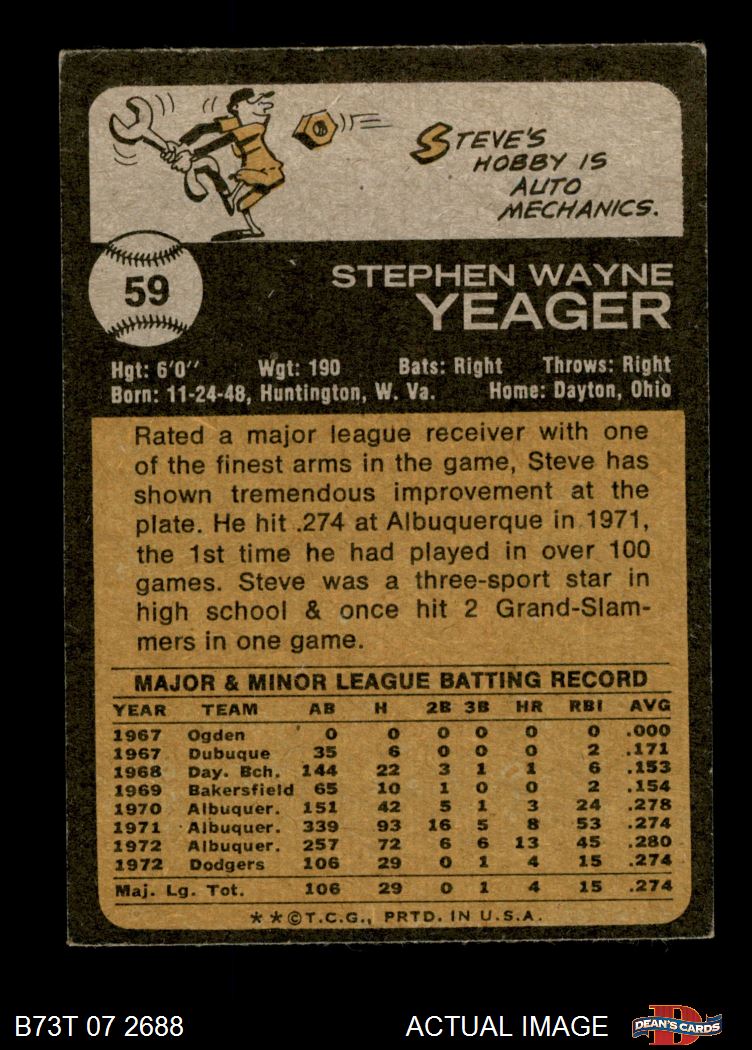 STEVE'S
HOBBY IS
AUTO
MECHANICS.
59
STEPHEN WAYNE
YEAGER
Hgt: 6'0" Wgt: 190 Bats: Right Throws: Right
Born: 11-24-48, Huntington, W. Va. Home: Dayton, Ohio
Rated a major league receiver with one
of the finest arms in the game, Steve has
shown tremendous improvement at the
plate. He hit .274 at Albuquerque in 1971,
the 1st time he had played in over 100
games. Steve was a three-sport star in
high school & once hit 2 Grand-Slam-
mers in one game.
MAJOR & MINOR LEAGUE BATTING RECORD
YEAR TEAM AB H 2B 3B HR RBI AVG
1967 Ogden 0 0 0 0 0 0 .000
1967 Dubuque 35 6 0 0 0 2 .171
1968 Day. Bch. 144 22 3 1 1 6 .153
1969 Bakersfield 65 10 1 0 0 2 .154
1970 Albuquer. 151 42 5 1 3 24 .278
1971 Albuquer. 339 93 16 5 8 53 .274
1972 Albuquer. 257 72 6 6 13 45 .280
1972 Dodgers 106 29 0 1 4 15 .274
Maj. Lg. Tot. 106 29 0 1 4 15 .274
★ ★ © T.C.G., PRTD. IN U.S.A.
B73T 07 2688 ACTUAL IMAGE DEAN'S CARDS